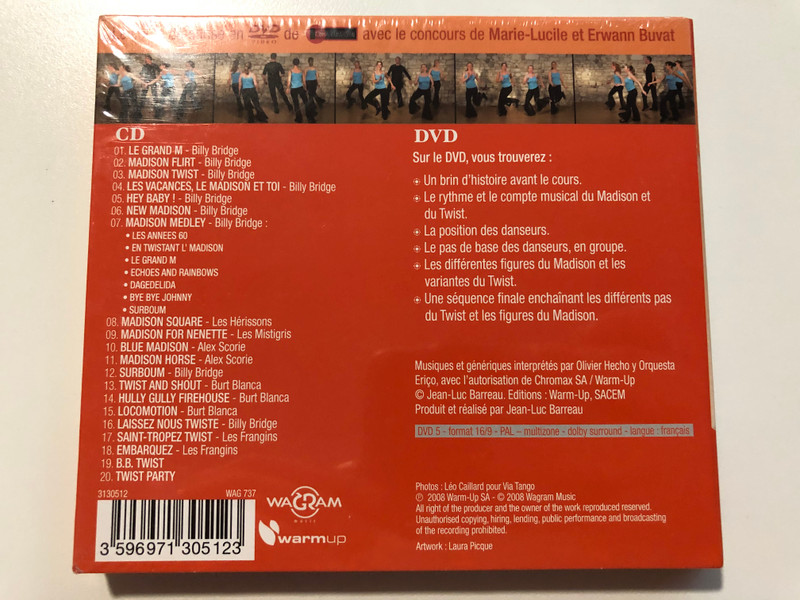 en DVD VIDEO de avec le concours de Marie-Lucile et Erwann Buvat
CD
01. LE GRAND M - Billy Bridge
02. MADISON FLIRT - Billy Bridge
03. MADISON TWIST - Billy Bridge
04. LES VACANCES, LE MADISON ET TOI - Billy Bridge
05. HEY BABY ! - Billy Bridge
06. NEW MADISON - Billy Bridge
07. MADISON MEDLEY - Billy Bridge :
• LES ANNEES 60
• EN TWISTANT L' MADISON
• LE GRAND M
• ECHOES AND RAINBOWS
• DAGEDELIDA
• BYE BYE JOHNNY
• SURBOUM
08. MADISON SQUARE - Les Hérissons
09. MADISON FOR NENETTE - Les Mistigris
10. BLUE MADISON - Alex Scorie
11. MADISON HORSE - Alex Scorie
12. SURBOUM - Billy Bridge
13. TWIST AND SHOUT - Burt Blanca
14. HULLY GULLY FIREHOUSE - Burt Blanca
15. LOCOMOTION - Burt Blanca
16. LAISSEZ NOUS TWISTE - Billy Bridge
17. SAINT-TROPEZ TWIST - Les Frangins
18. EMBARQUEZ - Les Frangins
19. B.B. TWIST
20. TWIST PARTY
3130512 WAG 737
3 596971 305123
WAGRAM
music
warmup
DVD
Sur le DVD, vous trouverez :
Un brin d'histoire avant le cours.
Le rythme et le compte musical du Madison et
du Twist.
La position des danseurs.
Le pas de base des danseurs, en groupe.
Les différentes figures du Madison et les
variantes du Twist.
Une séquence finale enchaînant les différents pas
du Twist et les figures du Madison.
Musiques et génériques interprétés par Olivier Hecho y Orquesta
Eriço, avec l'autorisation de Chromax SA / Warm-Up
© Jean-Luc Barreau. Editions : Warm-Up, SACEM
Produit et réalisé par Jean-Luc Barreau
DVD 5 - format 16/9 - PAL – multizone - dolby surround - langue : français
Photos : Léo Caillard pour Via Tango
℗ 2008 Warm-Up SA - © 2008 Wagram Music
All right of the producer and the owner of the work reproduced reserved.
Unauthorised copying, hiring, lending, public performance and broadcasting
of the recording prohibited.
Artwork : Laura Picque